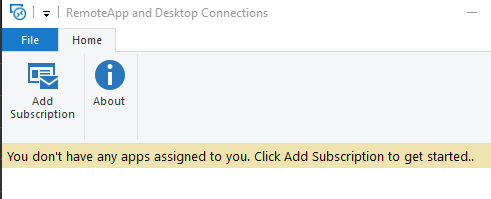 RemoteApp and Desktop Connections
File Home
Add Subscription About
You don't have any apps assigned to you. Click Add Subscription to get started..